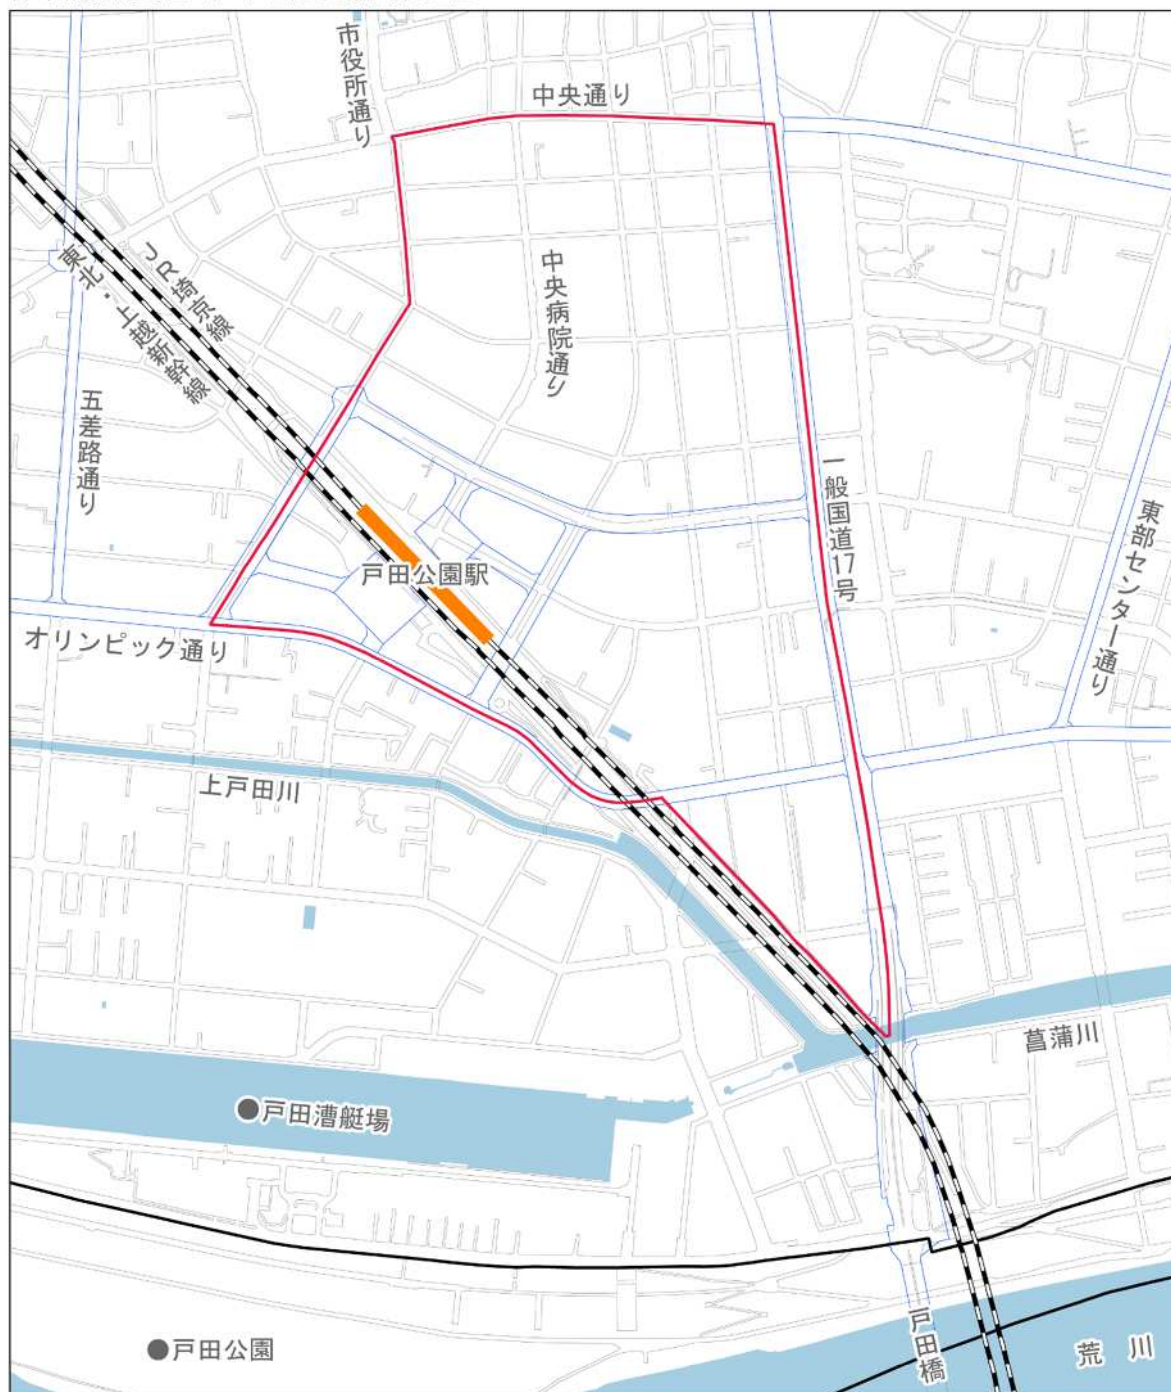 市役所通り
中央通り
JR埼京線
東北・上越新幹線
中央病院通り
五差路通り
一般国道17号
東部センター通り
戸田公園駅
オリンピック通り
上戸田川
菖蒲川
●戸田漕艇場
●戸田公園
戸田橋
荒川